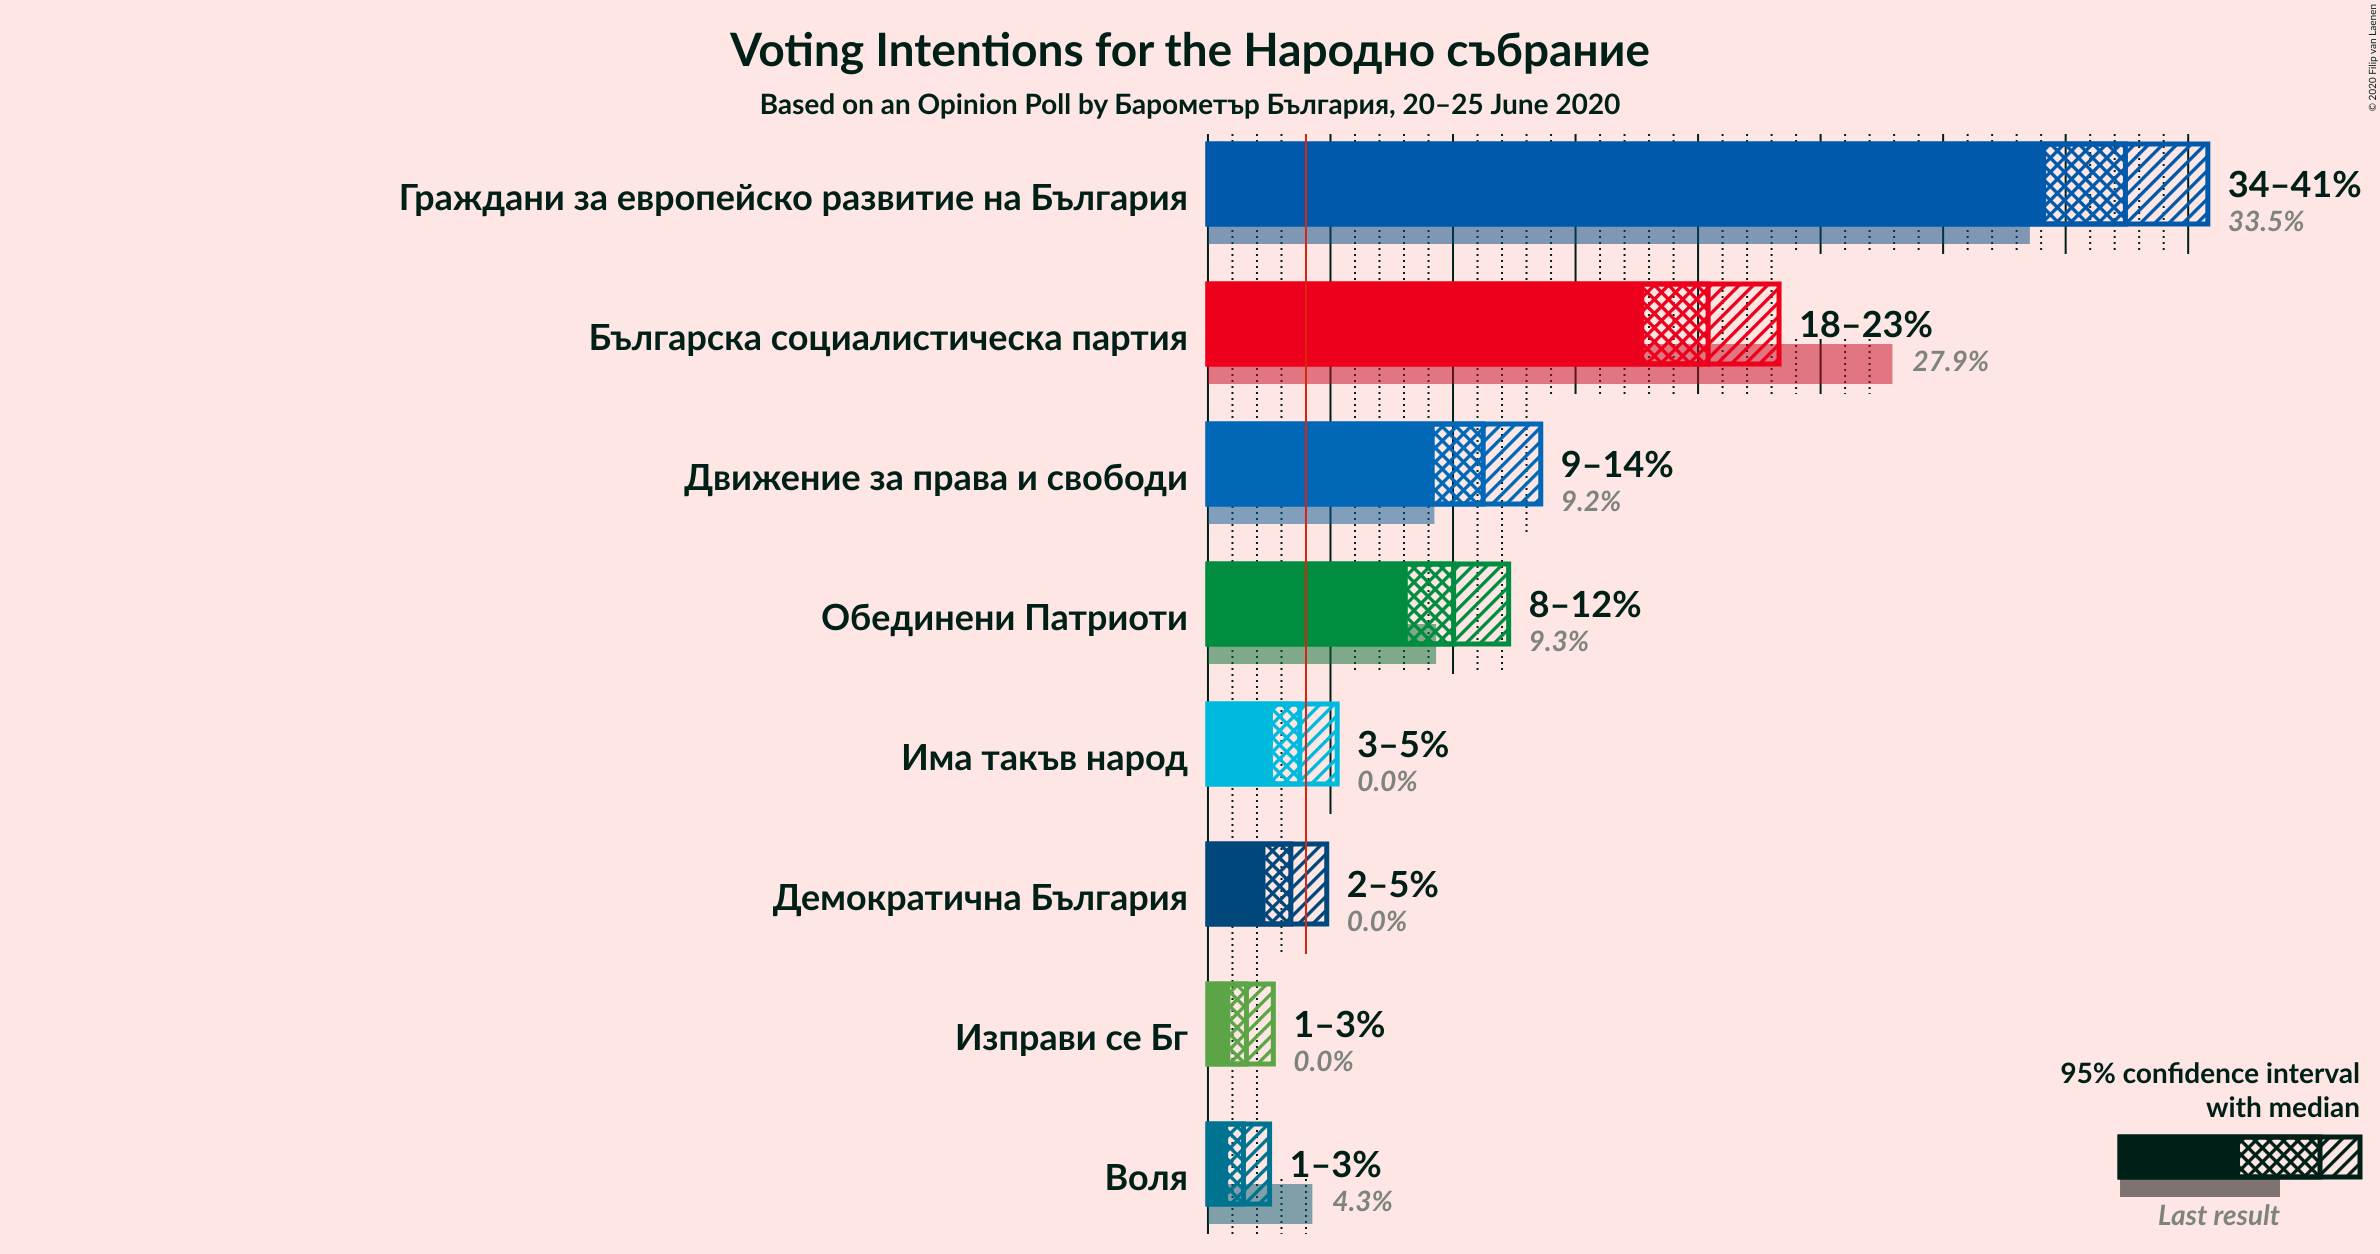 Voting Intentions for the Народно събрание
Based on an Opinion Poll by Барометър България, 20–25 June 2020
© 2020 Filip van Laenen
Граждани за европейско развитие на България
34–41%
33.5%
Българска социалистическа партия
18–23%
27.9%
Движение за права и свободи
9–14%
9.2%
Обединени Патриоти
8–12%
9.3%
Има такъв народ
3–5%
0.0%
Демократична България
2–5%
0.0%
Изправи се Бг
1–3%
0.0%
Воля
1–3%
4.3%
95% confidence interval
with median
Last result